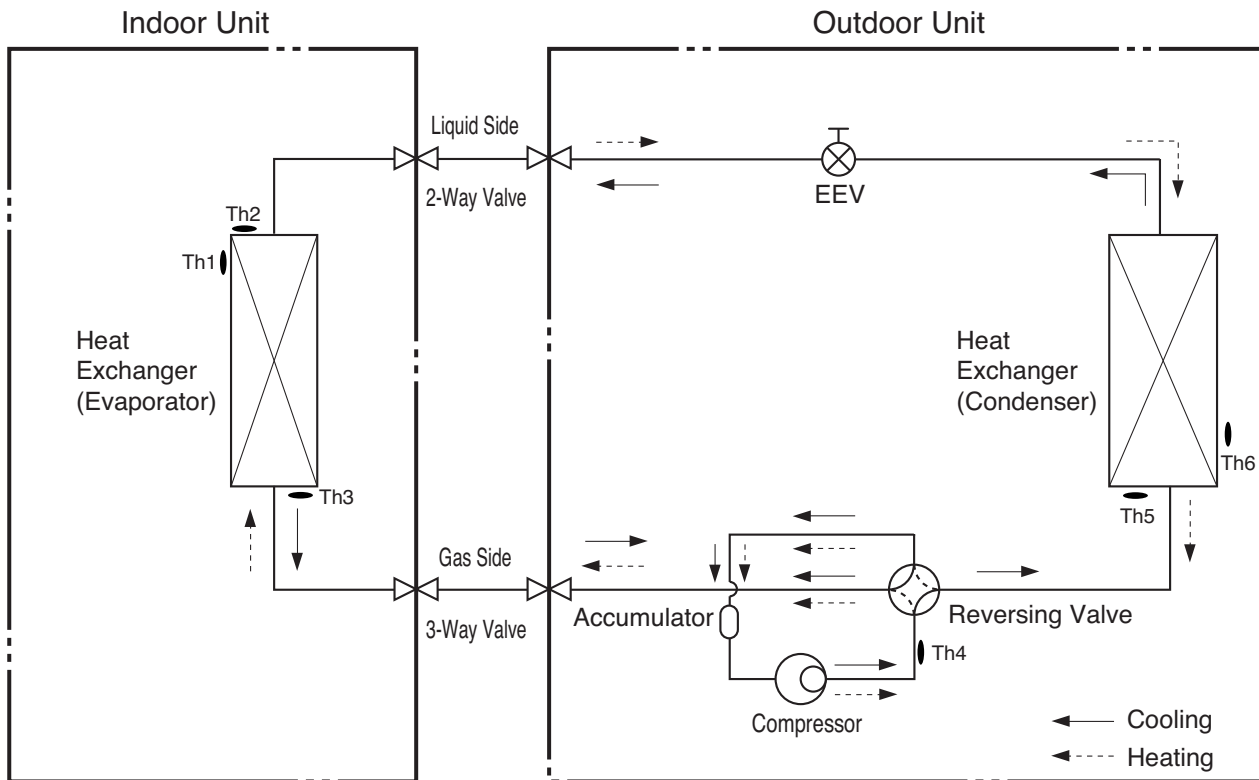 Indoor Unit
Outdoor Unit
Liquid Side
2-Way Valve
EEV
Th2
Th1
Heat
Exchanger
(Evaporator)
Th3
Heat
Exchanger
(Condenser)
Th6
Th5
Gas Side
3-Way Valve
Accumulator
Reversing Valve
Th4
Compressor
Cooling
Heating